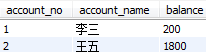 account_no account_name balance
1 李三 200
2 王五 1800